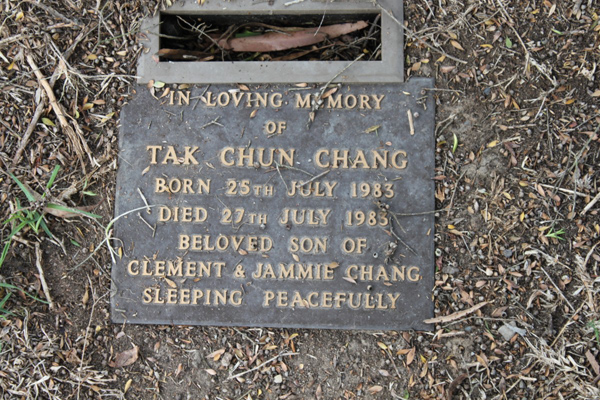 IN LOVING MEMORY
OF
TAK CHUN CHANG
BORN 25TH JULY 1983
DIED 27TH JULY 1983
BELOVED SON OF
CLEMENT & JAMMIE CHANG
SLEEPING PEACEFULLY